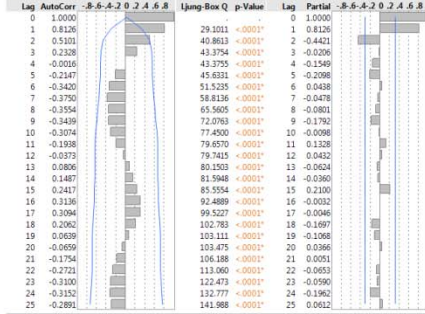 Lag AutoCorr -.8-.6-.4-.2 0 .2 .4 .6 .8 Ljung-Box Q p-Value Lag Partial -.8-.6-.4-.2 0 .2 .4 .6 .8
0 1.0000 . . 0 1.0000
1 0.8126 29.1011 <.0001* 1 0.8126
2 0.5101 40.8613 <.0001* 2 -0.4421
3 0.2328 43.3754 <.0001* 3 -0.0206
4 -0.0016 43.3755 <.0001* 4 -0.1549
5 -0.2147 45.6331 <.0001* 5 -0.2098
6 -0.3420 51.5235 <.0001* 6 0.0438
7 -0.3750 58.8136 <.0001* 7 -0.0478
8 -0.3554 65.5605 <.0001* 8 -0.0801
9 -0.3439 72.0763 <.0001* 9 -0.1792
10 -0.3074 77.4500 <.0001* 10 -0.0098
11 -0.1938 79.6570 <.0001* 11 0.1328
12 -0.0373 79.7415 <.0001* 12 0.0432
13 0.0806 80.1503 <.0001* 13 -0.0624
14 0.1487 81.5948 <.0001* 14 -0.0360
15 0.2417 85.5554 <.0001* 15 0.2100
16 0.3136 92.4889 <.0001* 16 -0.0032
17 0.3094 99.5227 <.0001* 17 -0.0046
18 0.2062 102.783 <.0001* 18 -0.1697
19 0.0639 103.111 <.0001* 19 -0.1068
20 -0.0659 103.475 <.0001* 20 0.0366
21 -0.1754 106.188 <.0001* 21 0.0051
22 -0.2721 113.060 <.0001* 22 -0.0653
23 -0.3100 122.473 <.0001* 23 -0.0590
24 -0.3152 132.777 <.0001* 24 -0.1962
25 -0.2891 141.988 <.0001* 25 0.0612